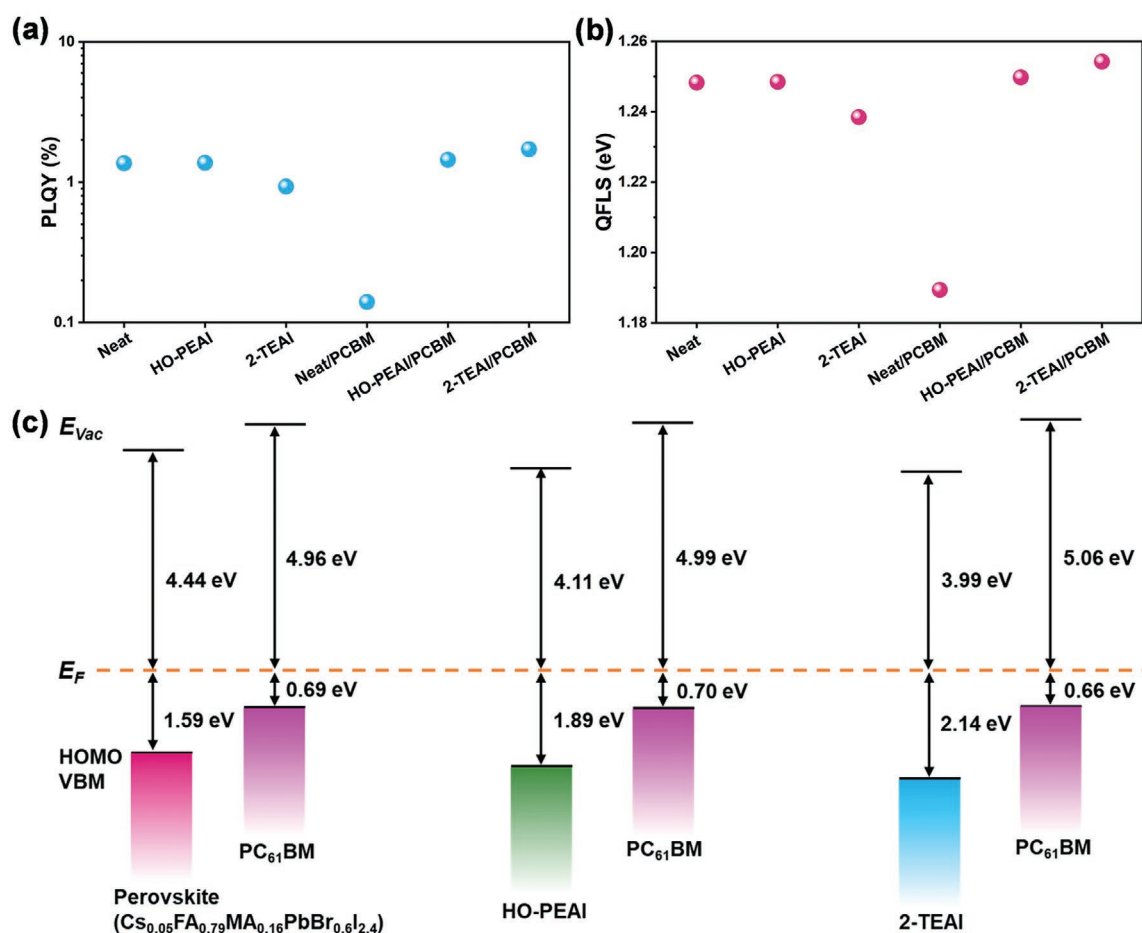 (a)
10
1
0.1
PLQY (%)
Neat
HO-PEAI
2-TEAI
Neat/PCBM
HO-PEAI/PCBM
2-TEAI/PCBM
(b)
1.26
1.24
1.22
1.20
1.18
QFLS (eV)
Neat
HO-PEAI
2-TEAI
Neat/PCBM
HO-PEAI/PCBM
2-TEAI/PCBM
(c)
E_Vac
4.44 eV
4.96 eV
4.11 eV
4.99 eV
3.99 eV
5.06 eV
E_F
1.59 eV
0.69 eV
1.89 eV
0.70 eV
2.14 eV
0.66 eV
HOMO
VBM
PC₆₁BM
PC₆₁BM
PC₆₁BM
Perovskite
(Cs₀.₀₅FA₀.₇₉MA₀.₁₆PbBr₀.₆I₂.₄)
HO-PEAI
2-TEAI